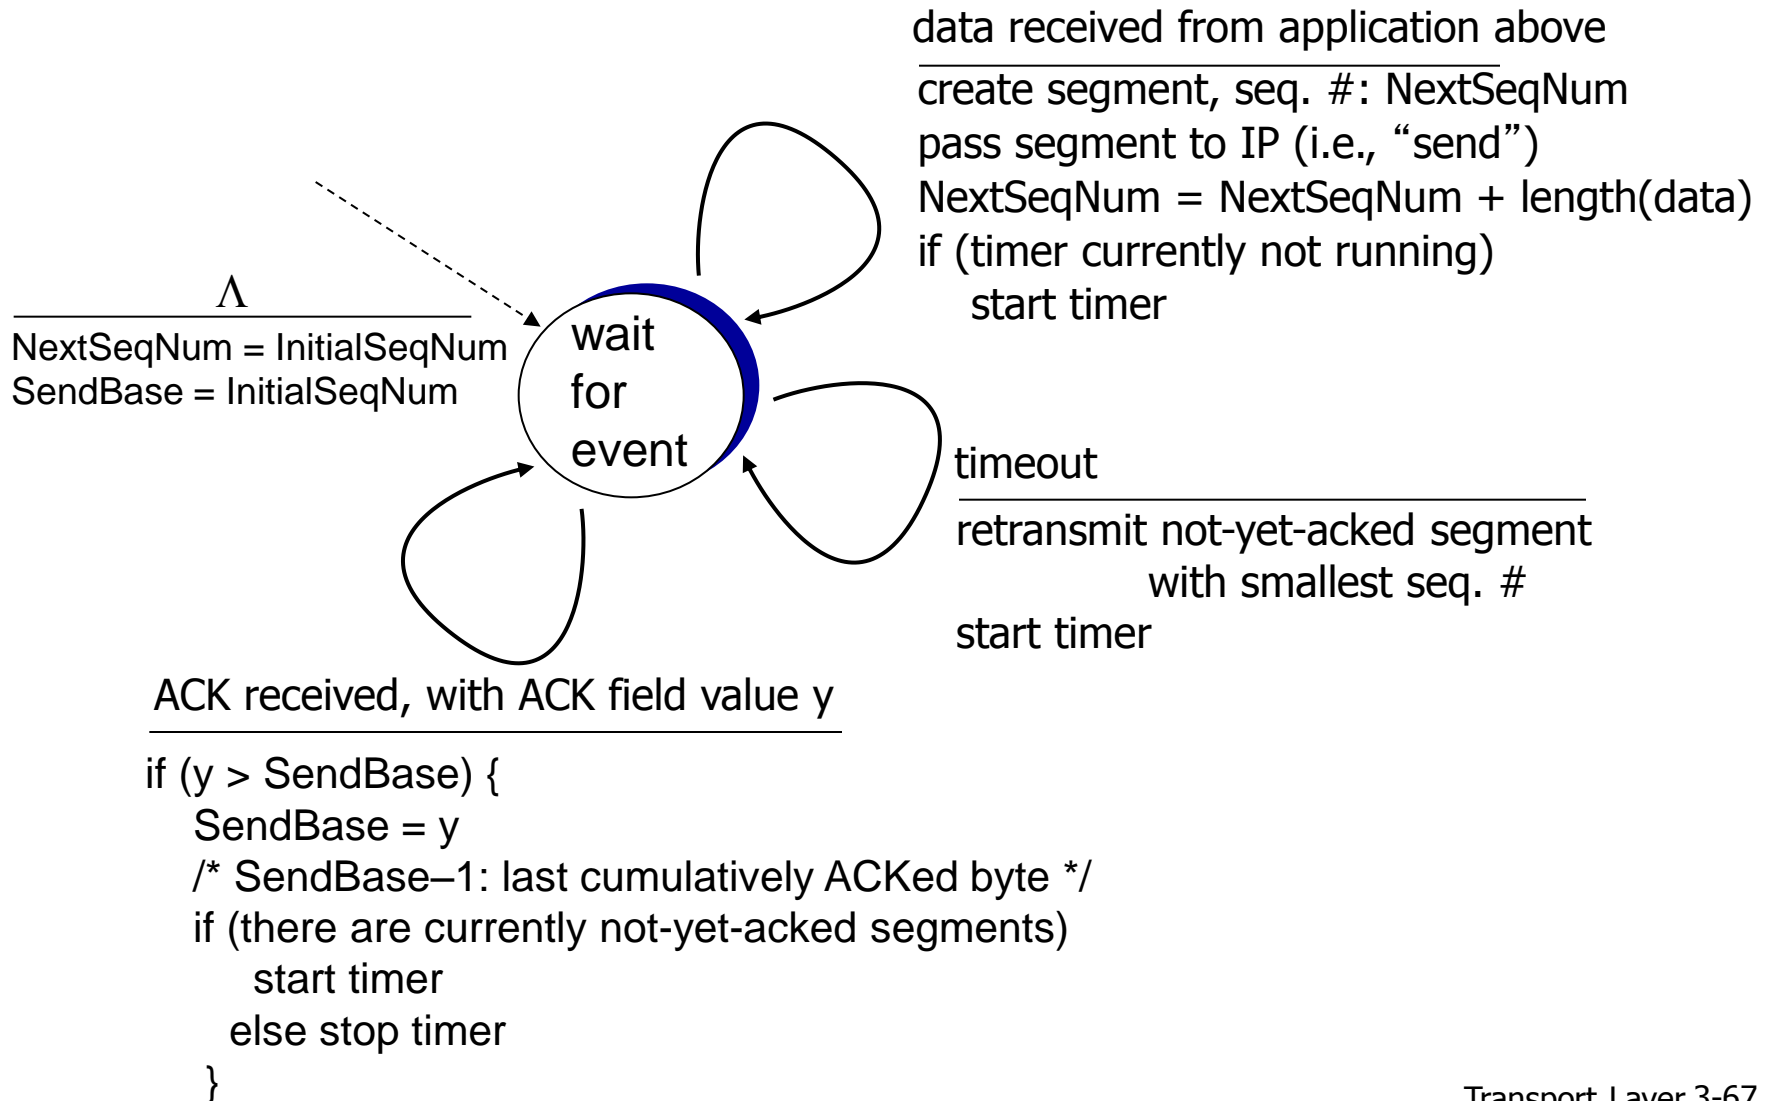 data received from application above
create segment, seq. #: NextSeqNum
pass segment to IP (i.e., “send”)
NextSeqNum = NextSeqNum + length(data)
if (timer currently not running)
start timer
Λ
NextSeqNum = InitialSeqNum
SendBase = InitialSeqNum
wait
for
event
timeout
retransmit not-yet-acked segment
with smallest seq. #
start timer
ACK received, with ACK field value y
if (y > SendBase) {
SendBase = y
/* SendBase–1: last cumulatively ACKed byte */
if (there are currently not-yet-acked segments)
start timer
else stop timer
}
Transport Layer 3-67